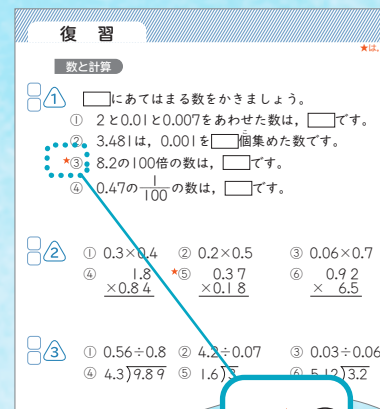 復 習
★は、
数と計算
1 □にあてはまる数をかきましょう。
① 2と0.01と0.007をあわせた数は，□です。
② 3.481は，0.001を□個集めた数です。
★③ 8.2の100倍の数は，□です。
④ 0.47の1/100の数は，□です。
2 ① 0.3×0.4 ② 0.2×0.5 ③ 0.06×0.7
④ 1.8 ×0.84 ★⑤ 0.37 ×0.18 ⑥ 0.92 × 6.5
3 ① 0.56÷0.8 ② 4.2÷0.07 ③ 0.03÷0.06
④ 4.3)9.89 ⑤ 1.6)3 ⑥ 5.12)3.2